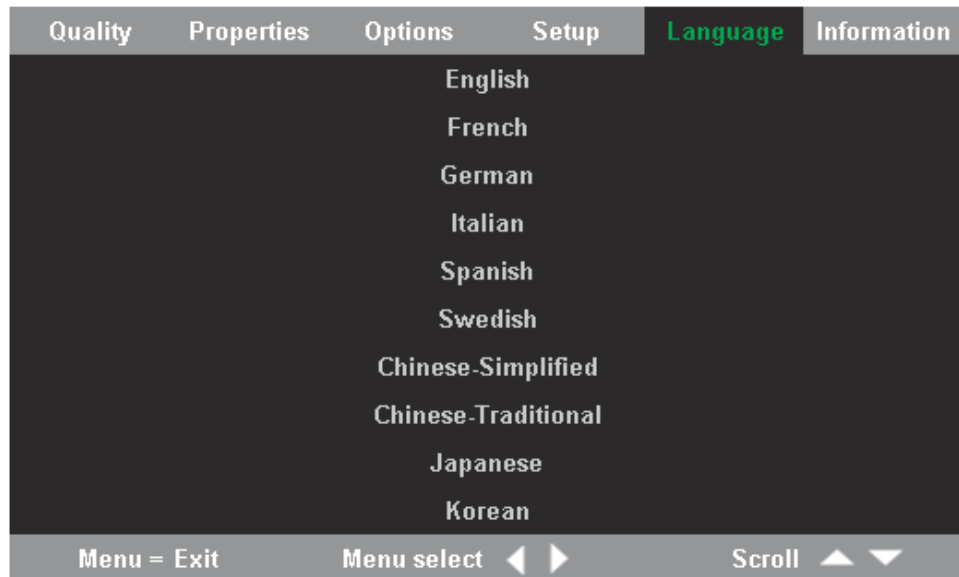 Quality Properties Options Setup Language Information
English
French
German
Italian
Spanish
Swedish
Chinese-Simplified
Chinese-Traditional
Japanese
Korean
Menu = Exit Menu select Scroll